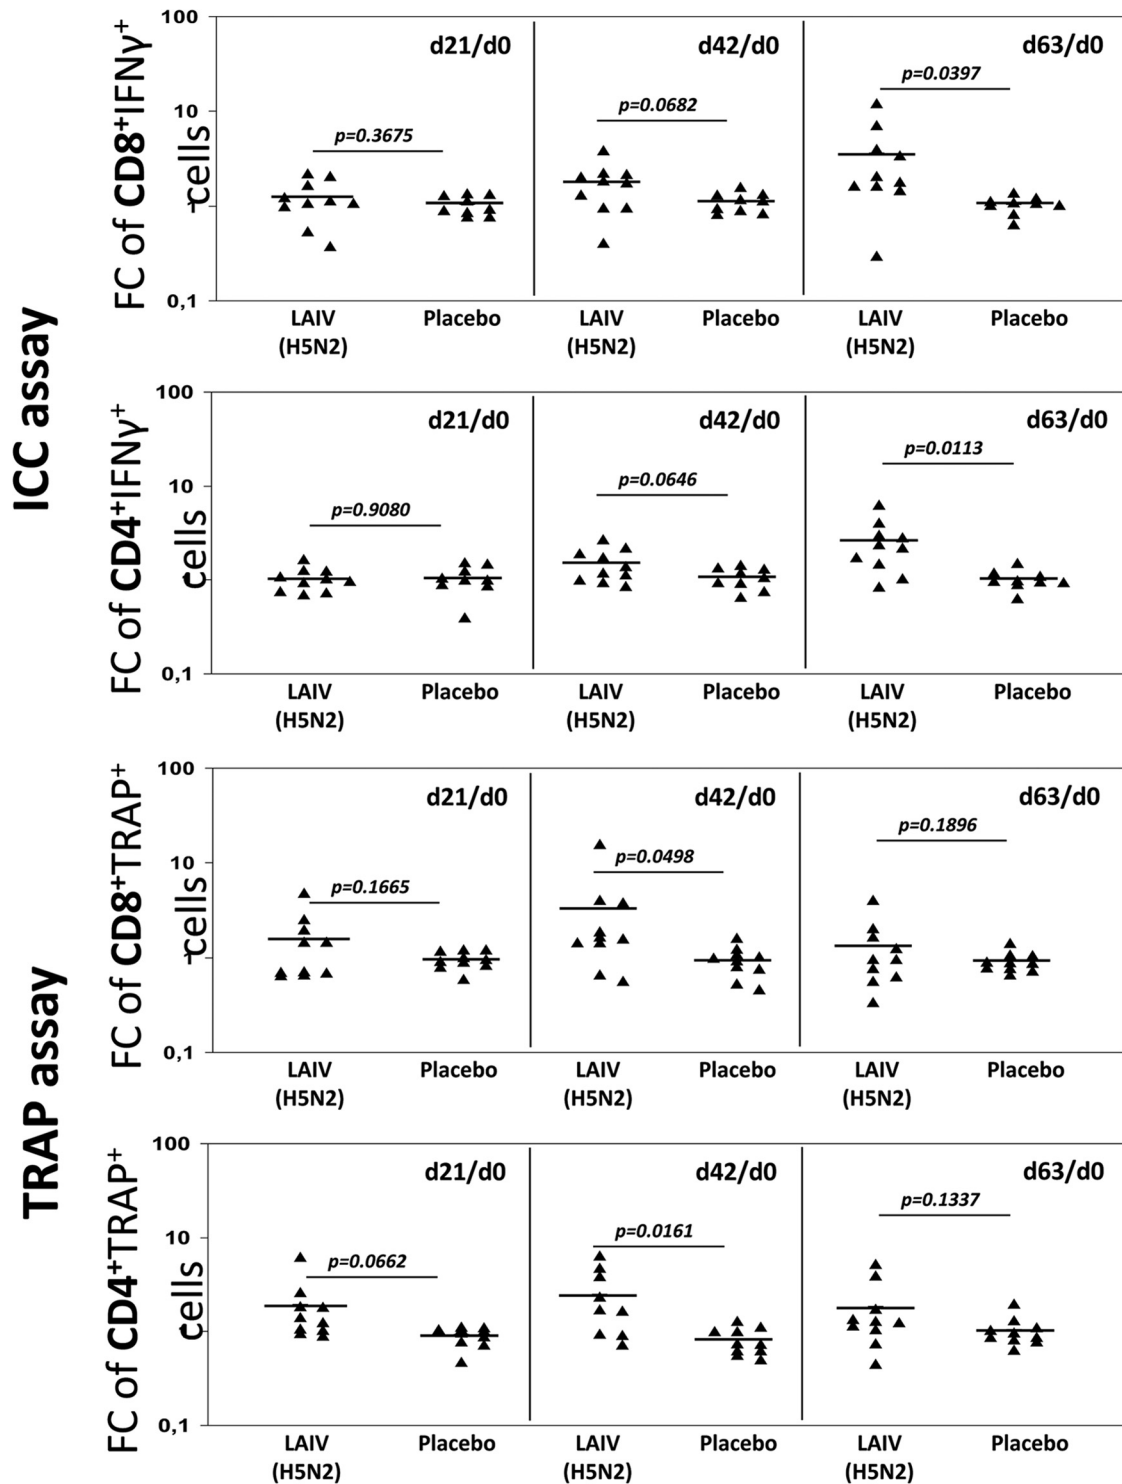 ICC assay
FC of CD8⁺IFNγ⁺
cells
100
10
1
0,1
d21/d0
d42/d0
d63/d0
p=0.3675
p=0.0682
p=0.0397
LAIV
(H5N2)
Placebo
LAIV
(H5N2)
Placebo
LAIV
(H5N2)
Placebo
FC of CD4⁺IFNγ⁺
cells
100
10
1
0,1
d21/d0
d42/d0
d63/d0
p=0.9080
p=0.0646
p=0.0113
LAIV
(H5N2)
Placebo
LAIV
(H5N2)
Placebo
LAIV
(H5N2)
Placebo
TRAP assay
FC of CD8⁺TRAP⁺
cells
100
10
1
0,1
d21/d0
d42/d0
d63/d0
p=0.1665
p=0.0498
p=0.1896
LAIV
(H5N2)
Placebo
LAIV
(H5N2)
Placebo
LAIV
(H5N2)
Placebo
FC of CD4⁺TRAP⁺
cells
100
10
1
0,1
d21/d0
d42/d0
d63/d0
p=0.0662
p=0.0161
p=0.1337
LAIV
(H5N2)
Placebo
LAIV
(H5N2)
Placebo
LAIV
(H5N2)
Placebo